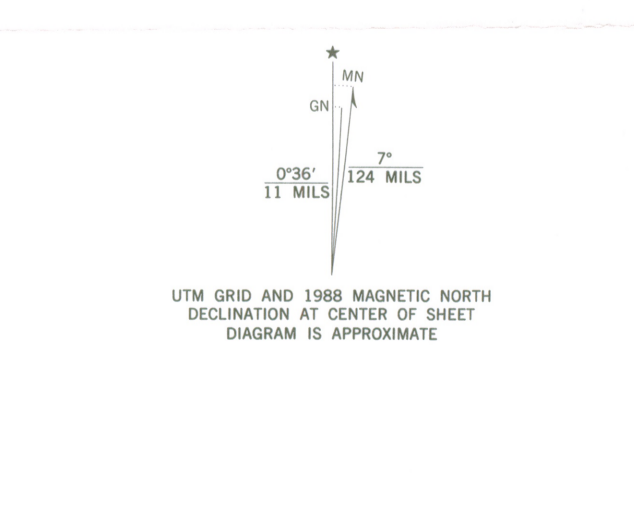 ★
MN
GN
0°36'
11 MILS
7°
124 MILS
UTM GRID AND 1988 MAGNETIC NORTH
DECLINATION AT CENTER OF SHEET
DIAGRAM IS APPROXIMATE